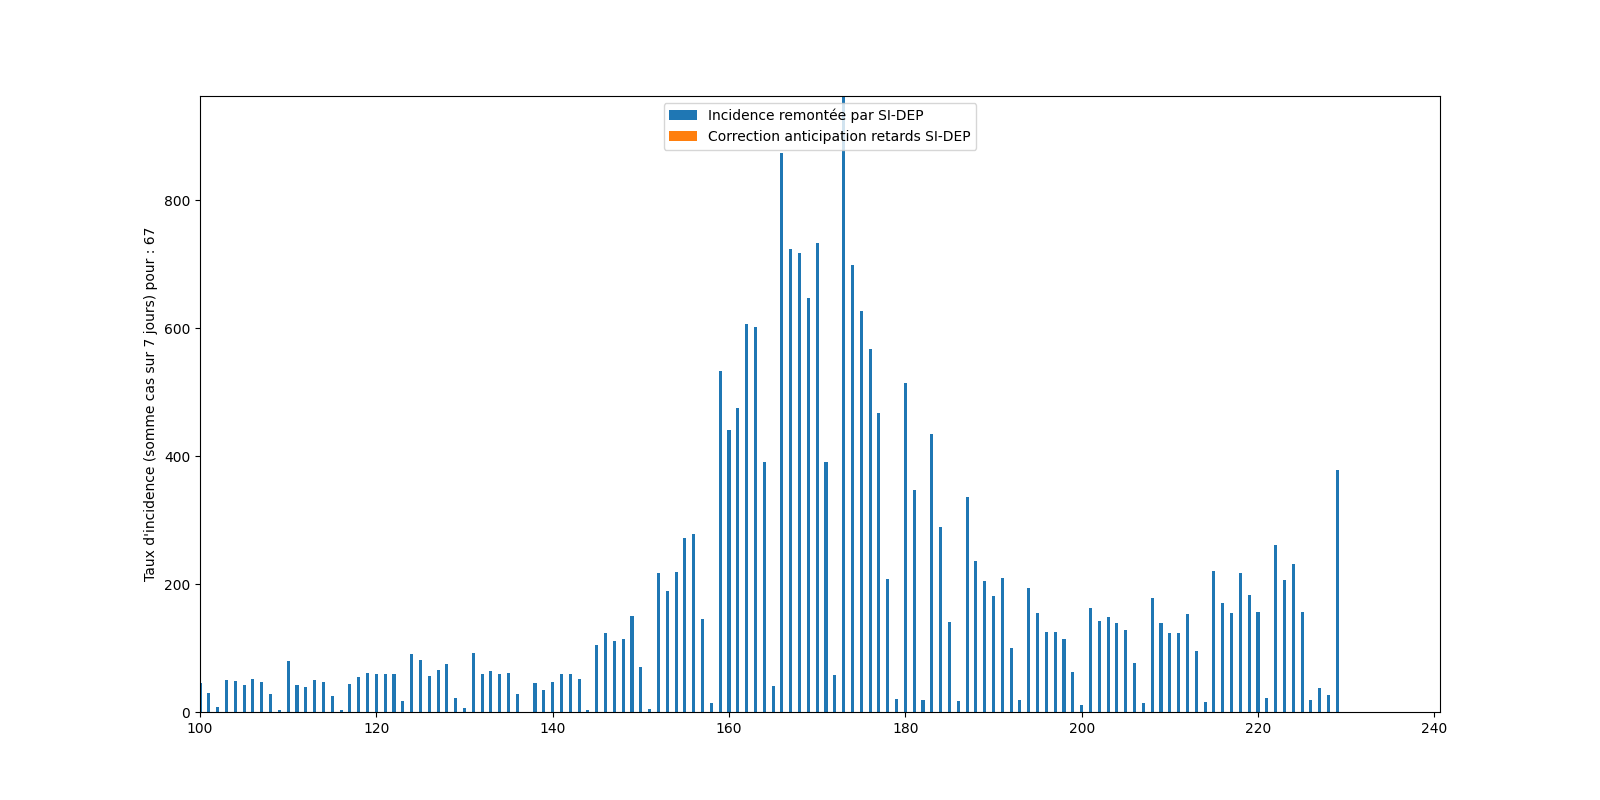 Incidence remontée par SI-DEP
Correction anticipation retards SI-DEP
Taux d'incidence (somme cas sur 7 jours) pour : 67
800
600
400
200
0
100 120 140 160 180 200 220 240